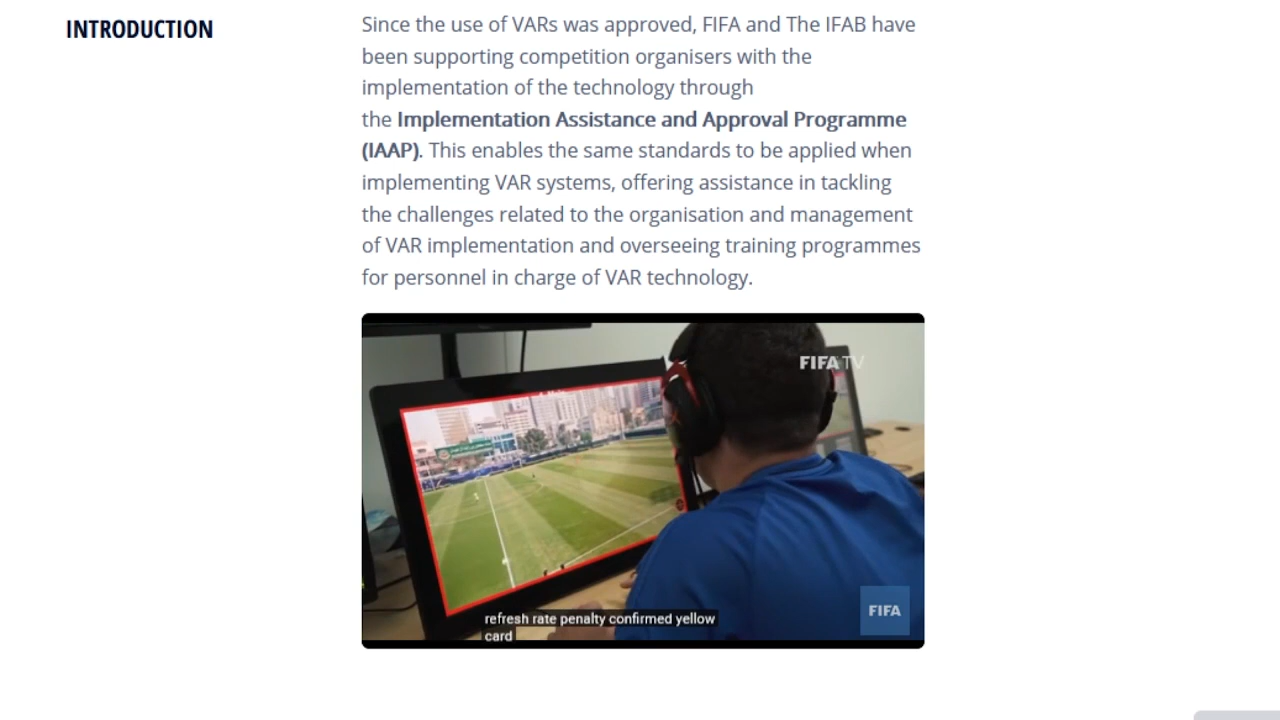 INTRODUCTION
Since the use of VARs was approved, FIFA and The IFAB have
been supporting competition organisers with the
implementation of the technology through
the Implementation Assistance and Approval Programme
(IAAP). This enables the same standards to be applied when
implementing VAR systems, offering assistance in tackling
the challenges related to the organisation and management
of VAR implementation and overseeing training programmes
for personnel in charge of VAR technology.
FIFA TV
FIFA
refresh rate penalty confirmed yellow
card